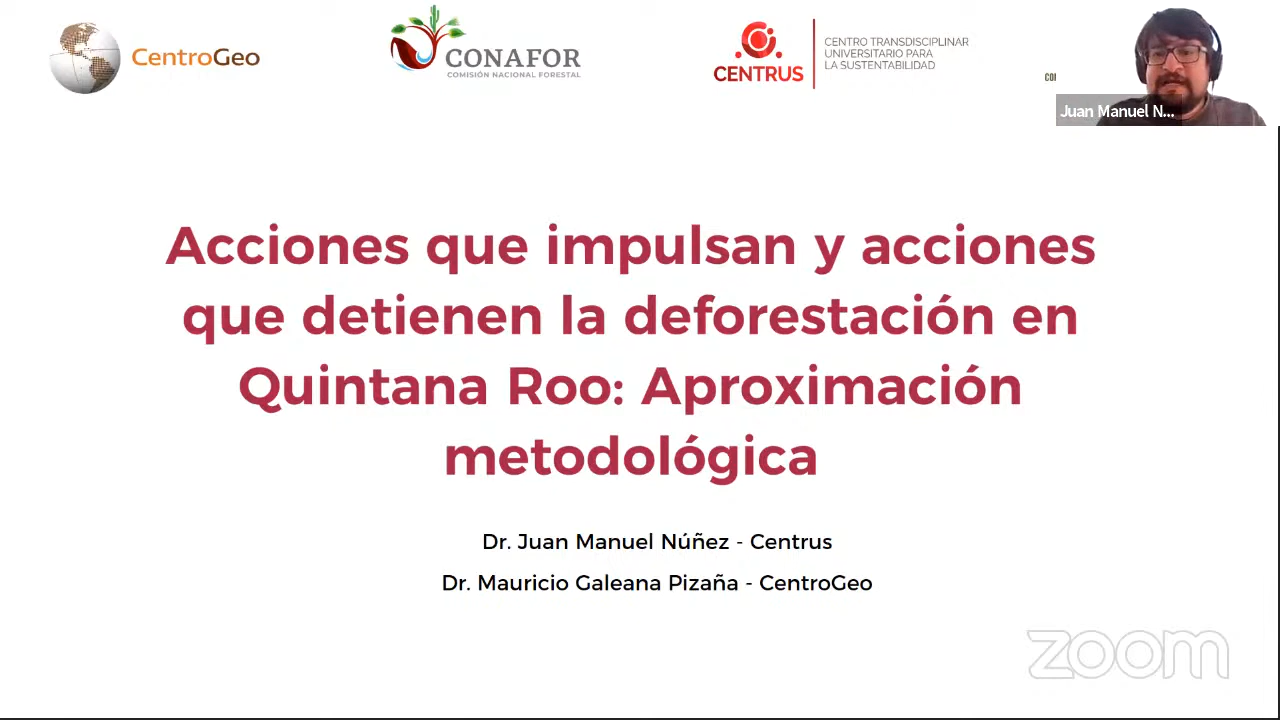 CentroGeo
CONAFOR
COMISIÓN NACIONAL FORESTAL
CENTRUS
CENTRO TRANSDISCIPLINAR
UNIVERSITARIO PARA
LA SUSTENTABILIDAD
Juan Manuel N...
Acciones que impulsan y acciones
que detienen la deforestación en
Quintana Roo: Aproximación
metodológica
Dr. Juan Manuel Núñez - Centrus
Dr. Mauricio Galeana Pizaña - CentroGeo
zoom